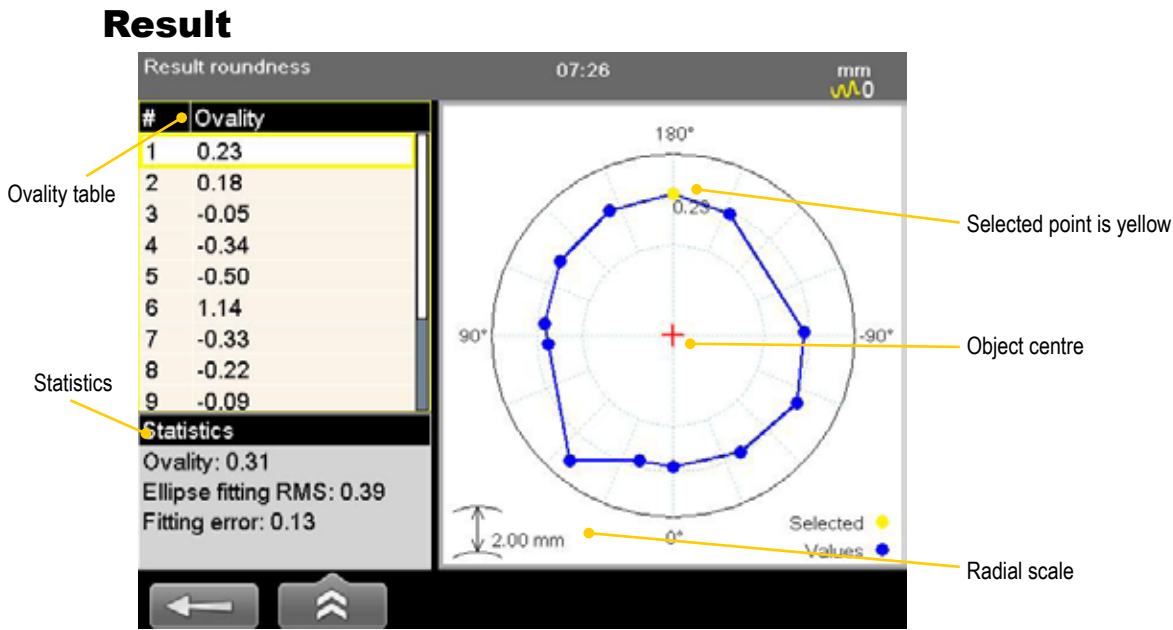 Result
Result roundness 07:26 mm
0
# Ovality
1 0.23
2 0.18
3 -0.05
4 -0.34
5 -0.50
6 1.14
7 -0.33
8 -0.22
9 -0.09
Statistics
Ovality: 0.31
Ellipse fitting RMS: 0.39
Fitting error: 0.13
Ovality table
Statistics
180°
0.23
90°
-90°
0°
2.00 mm
Selected
Values
Selected point is yellow
Object centre
Radial scale